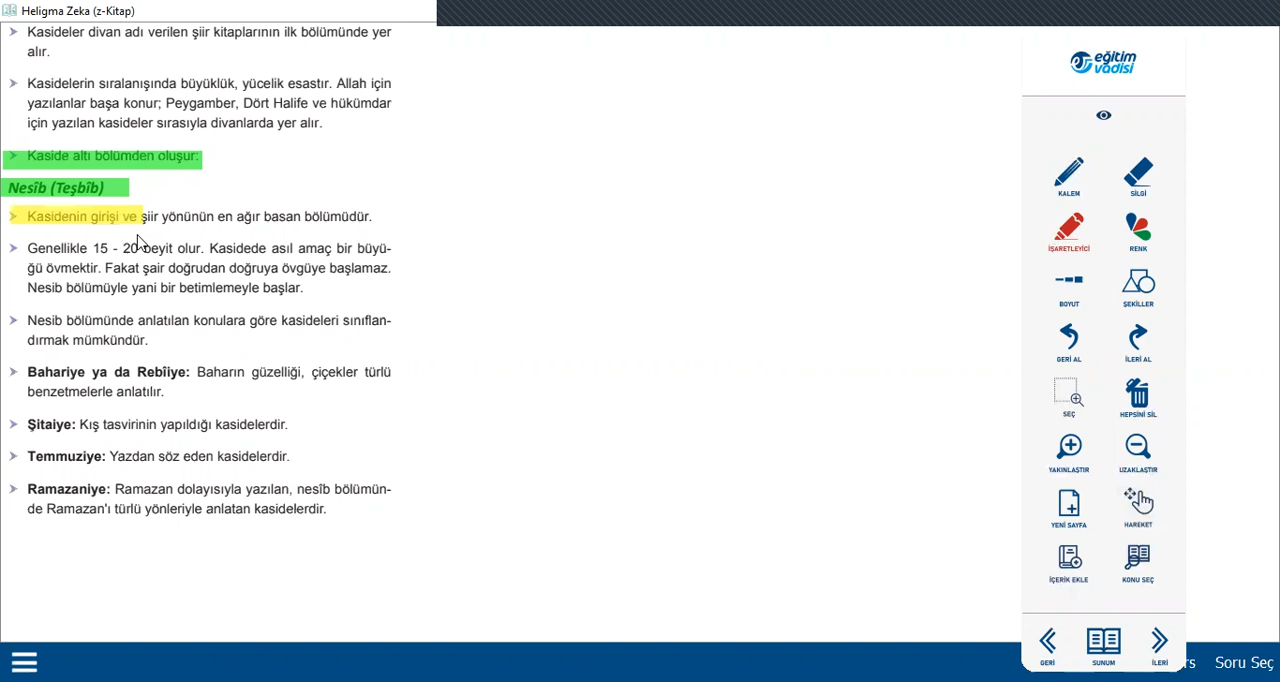 Heligma Zeka (z-Kitap)
Kasideler divan adı verilen şiir kitaplarının ilk bölümünde yer
alır.
Kasidelerin sıralanışında büyüklük, yücelik esastır. Allah için
yazılanlar başa konur; Peygamber, Dört Halife ve hükümdar
için yazılan kasideler sırasıyla divanlarda yer alır.
Kaside altı bölümden oluşur:
Nesîb (Teşbîb)
Kasidenin girişi ve şiir yönünün en ağır basan bölümüdür.
Genellikle 15 - 20 beyit olur. Kasidede asıl amaç bir büyü-
ğü övmektir. Fakat şair doğrudan doğruya övgüye başlamaz.
Nesib bölümüyle yani bir betimlemeyle başlar.
Nesib bölümünde anlatılan konulara göre kasideleri sınıflan-
dırmak mümkündür.
Bahariye ya da Rebîiye: Baharın güzelliği, çiçekler türlü
benzetmelerle anlatılır.
Şitaiye: Kış tasvirinin yapıldığı kasidelerdir.
Temmuziye: Yazdan söz eden kasidelerdir.
Ramazaniye: Ramazan dolayısıyla yazılan, nesîb bölümün-
de Ramazan'ı türlü yönleriyle anlatan kasidelerdir.
eğitim
vadisi
KALEM SİLGİ
İŞARETLEYİCİ RENK
BOYUT ŞEKİLLER
GERİ AL İLERİ AL
SEÇ HEPSİNİ SİL
YAKINLAŞTIR UZAKLAŞTIR
YENİ SAYFA HAREKET
İÇERİK EKLE KONU SEÇ
GERİ SUNUM İLERİ
rs Soru Seç